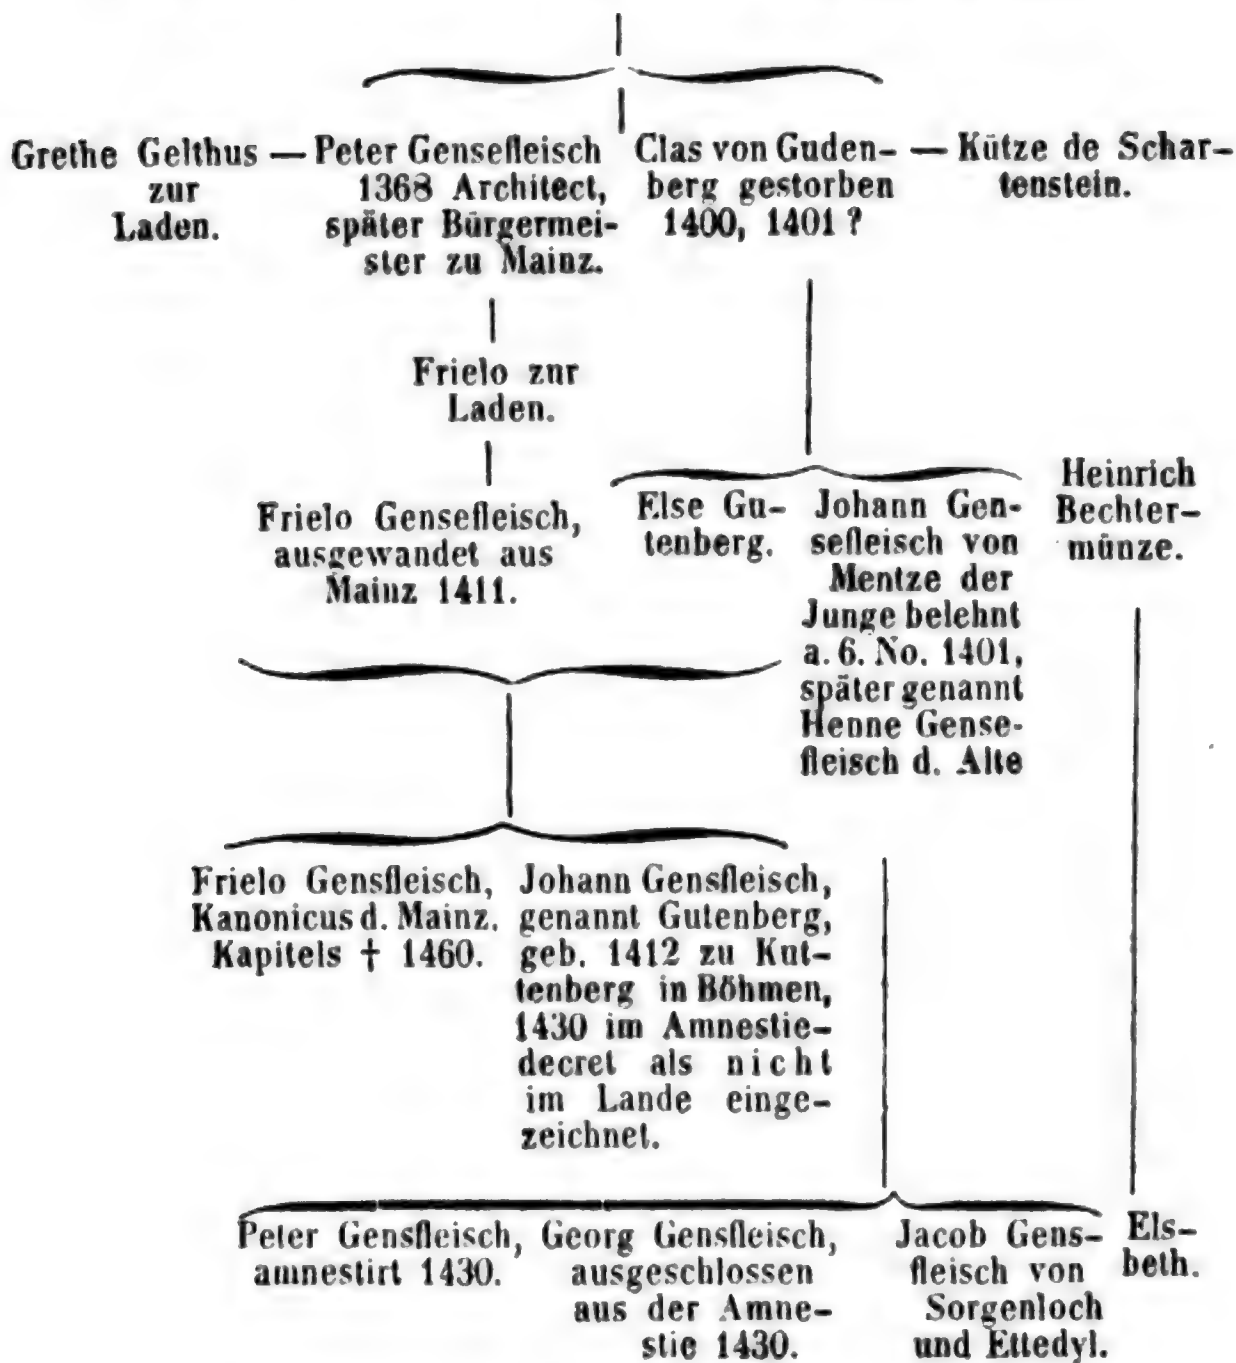 Grethe Gelthus — Peter Gensefleisch
zur
Laden.
1368 Architect,
später Bürgermei-
ster zu Mainz.
Clas von Guden- — Kütze de Schar-
berg gestorben
1400, 1401 ?
tenstein.
Frielo znr
Laden.
Frielo Gensefleisch,
ausgewandet aus
Mainz 1411.
Else Gu-
tenberg.
Johann Gen-
sefleisch von
Mentze der
Junge belehnt
a. 6. No. 1401,
später genannt
Henne Gense-
fleisch d. Alte
Heinrich
Bechter-
münze.
Frielo Gensfleisch,
Kanonicus d. Mainz.
Kapitels † 1460.
Johann Gensfleisch,
genannt Gutenberg,
geb. 1412 zu Knt-
tenberg in Böhmen,
1430 im Amnestie-
decret als nicht
im Lande einge-
zeichnet.
Peter Gensfleisch,
amnestirt 1430.
Georg Gensfleisch,
ausgeschlossen
aus der Amne-
stie 1430.
Jacob Gens-
fleisch von
Sorgenloch
und Ettedyl.
Els-
beth.